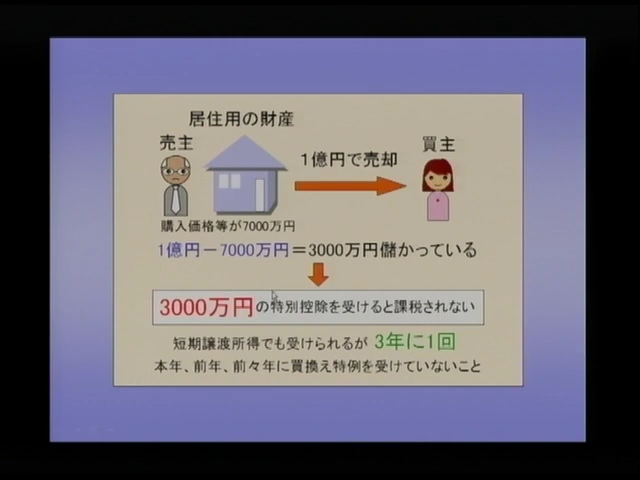 居住用の財産
売主
買主
1億円で売却
購入価格等が7000万円
1億円－7000万円＝3000万円儲かっている
3000万円の特別控除を受けると課税されない
短期譲渡所得でも受けられるが 3年に1回
本年、前年、前々年に買換え特例を受けていないこと